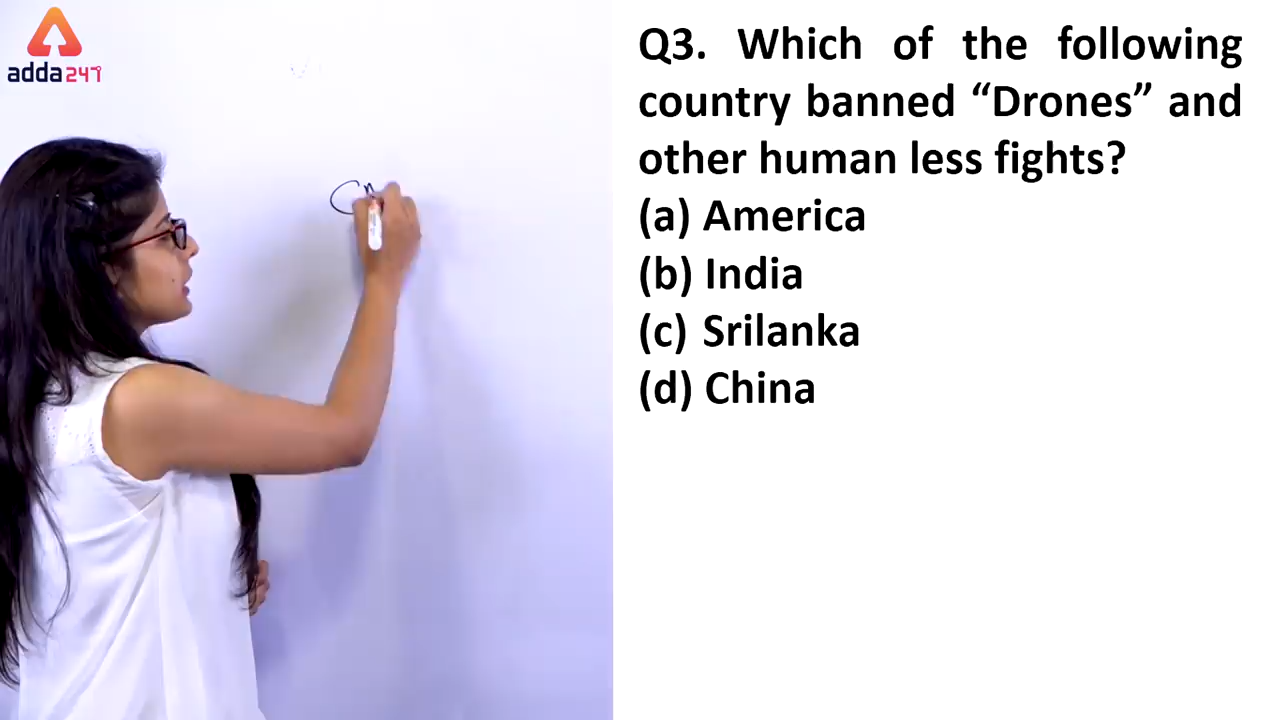 adda247
Q3. Which of the following
country banned “Drones” and
other human less fights?
(a) America
(b) India
(c) Srilanka
(d) China